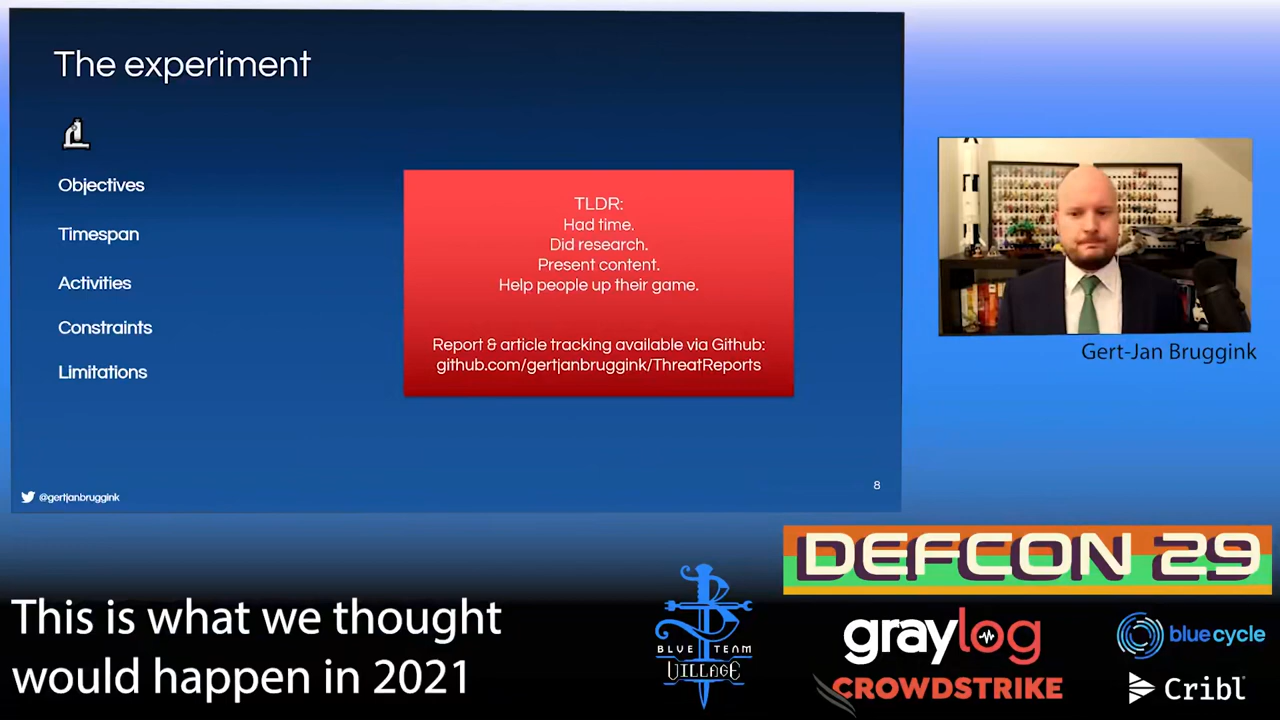 The experiment
Objectives
Timespan
Activities
Constraints
Limitations
TLDR:
Had time.
Did research.
Present content.
Help people up their game.
Report & article tracking available via Github:
github.com/gertjanbruggink/ThreatReports
@gertjanbruggink
8
Gert-Jan Bruggink
This is what we thought
would happen in 2021
BLUE TEAM
VILLAGE
DEFCON 29
graylog
blue cycle
CROWDSTRIKE
Cribl